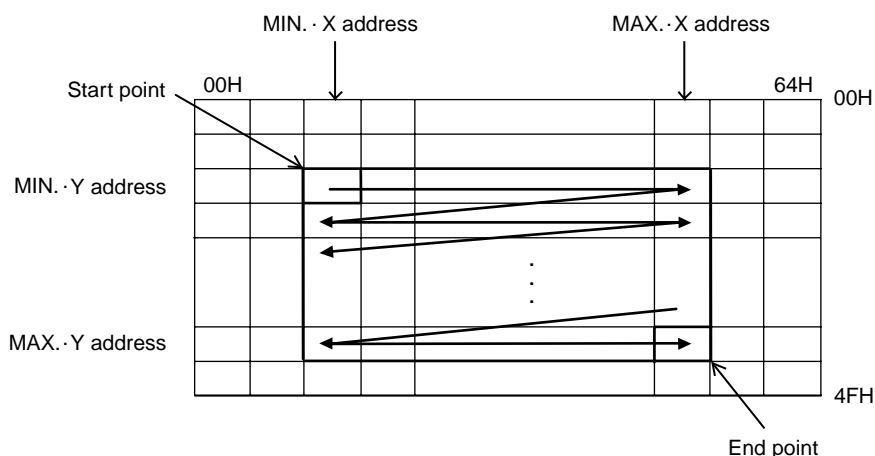 MIN. · X address
MAX. · X address
Start point
00H
64H
00H
MIN. · Y address
MAX. · Y address
4FH
End point